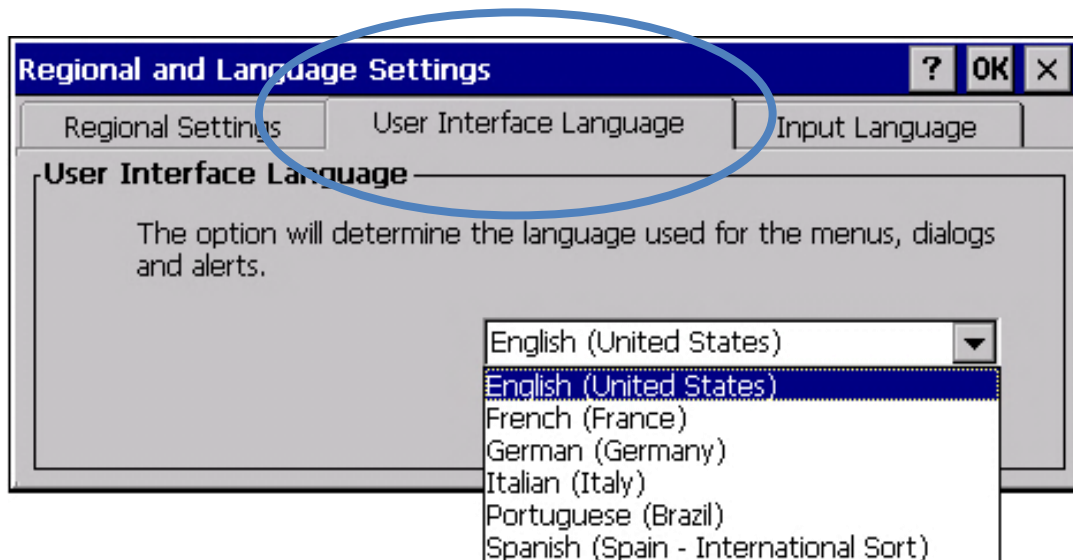 Regional and Language Settings ? OK ×
Regional Settings User Interface Language Input Language
User Interface Language
The option will determine the language used for the menus, dialogs
and alerts.
English (United States)
English (United States)
French (France)
German (Germany)
Italian (Italy)
Portuguese (Brazil)
Spanish (Spain - International Sort)